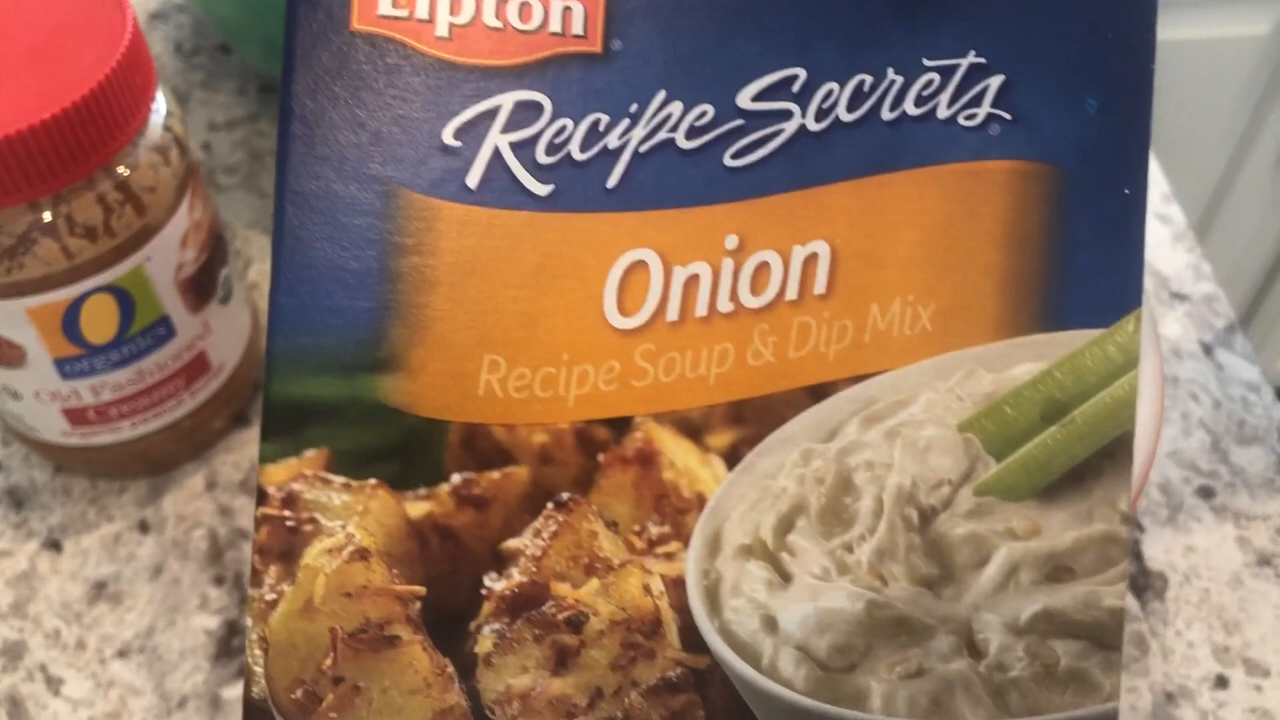 Lipton
Recipe Secrets
Onion
Recipe Soup & Dip Mix
O
organics
Old Fashioned
Creamy